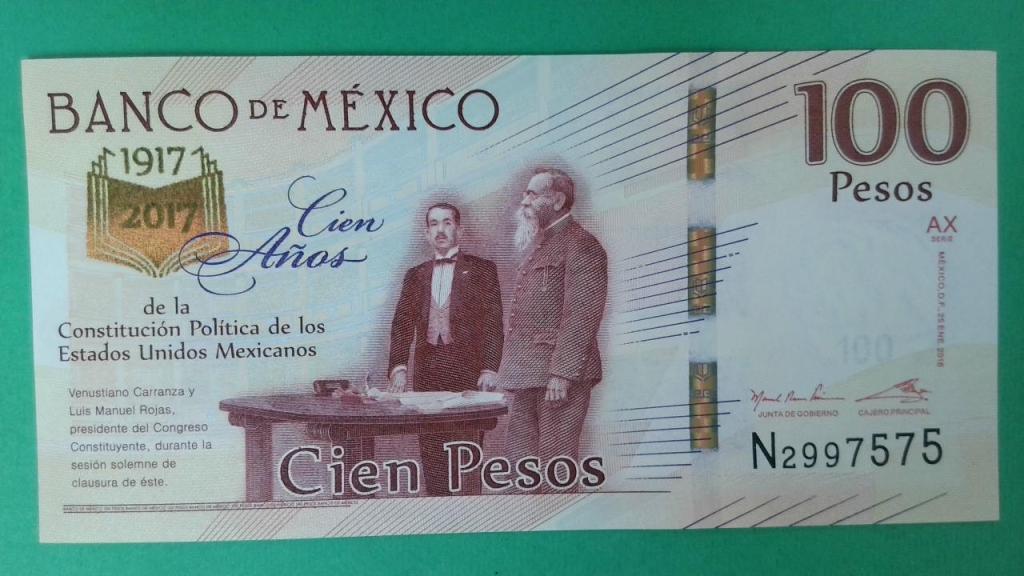 BANCO DE MÉXICO
1917
2017
Cien
Años
de la
Constitución Política de los
Estados Unidos Mexicanos
Venustiano Carranza y
Luis Manuel Rojas,
presidente del Congreso
Constituyente, durante la
sesión solemne de
clausura de éste.
Cien Pesos
100
Pesos
AX
SERIE
MÉXICO, D.F., 25 ENE. 2016
100
JUNTA DE GOBIERNO
CAJERO PRINCIPAL
N2997575